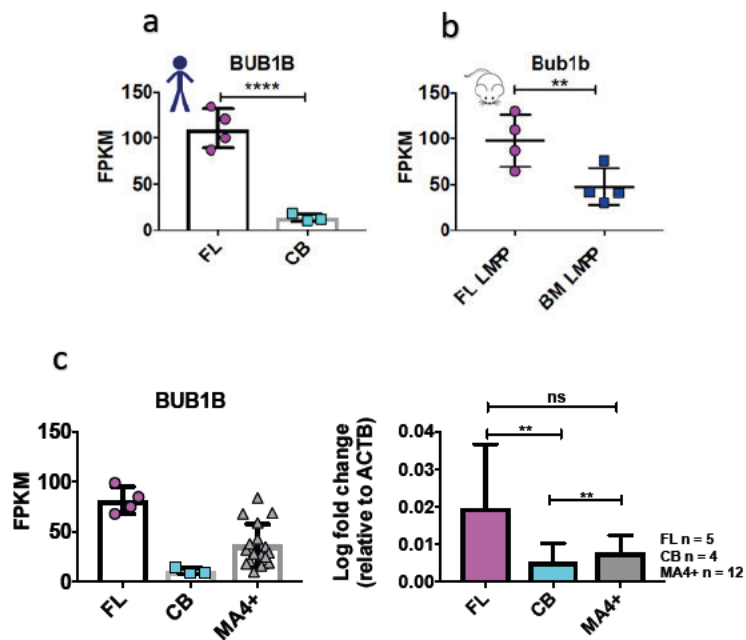 a
BUB1B
****
FPKM
150
100
50
0
FL
CB
b
Bub1b
**
FPKM
150
100
50
0
FL LMPP
BM LMPP
c
BUB1B
FPKM
150
100
50
0
FL
CB
MA4+
ns
**
**
Log fold change
(relative to ACTB)
0.04
0.03
0.02
0.01
0.00
FL
CB
MA4+
FL n = 5
CB n = 4
MA4+ n = 12